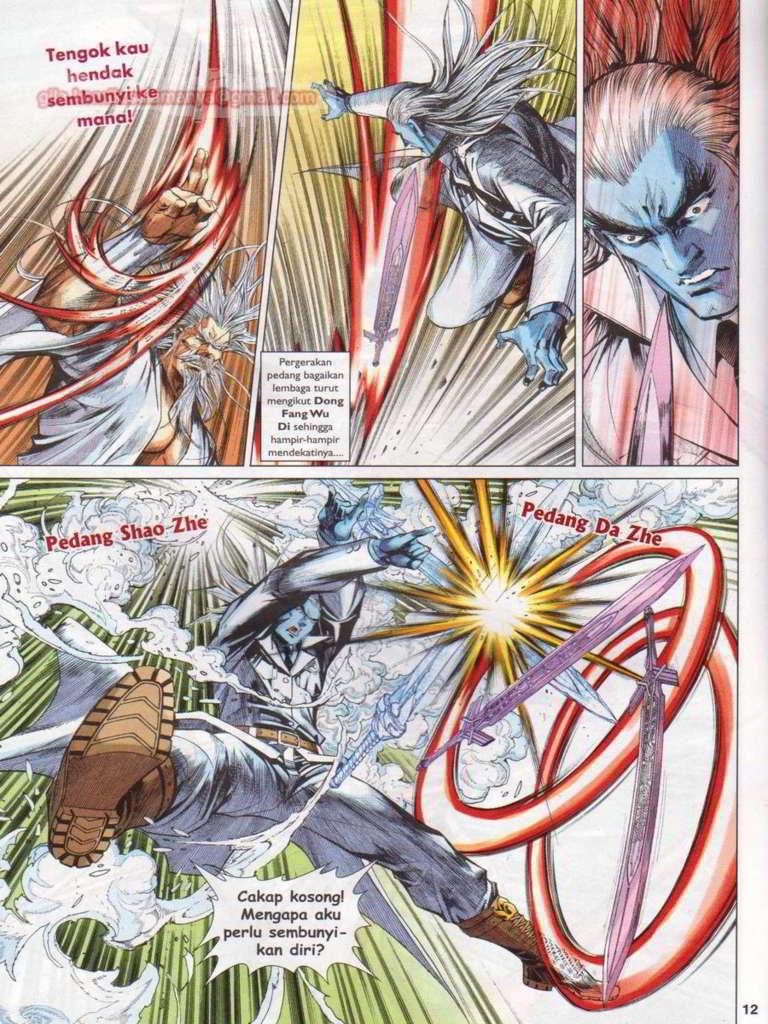 Tengok kau
hendak
sembunyi ke
mana!
Pergerakan
pedang bagaikan
lembaga turut
mengikut Dong
Fang Wu
Di sehingga
hampir-hampir
mendekatinya....
Pedang Shao Zhe
Pedang Da Zhe
Cakap kosong!
Mengapa aku
perlu sembunyi-
kan diri?
12